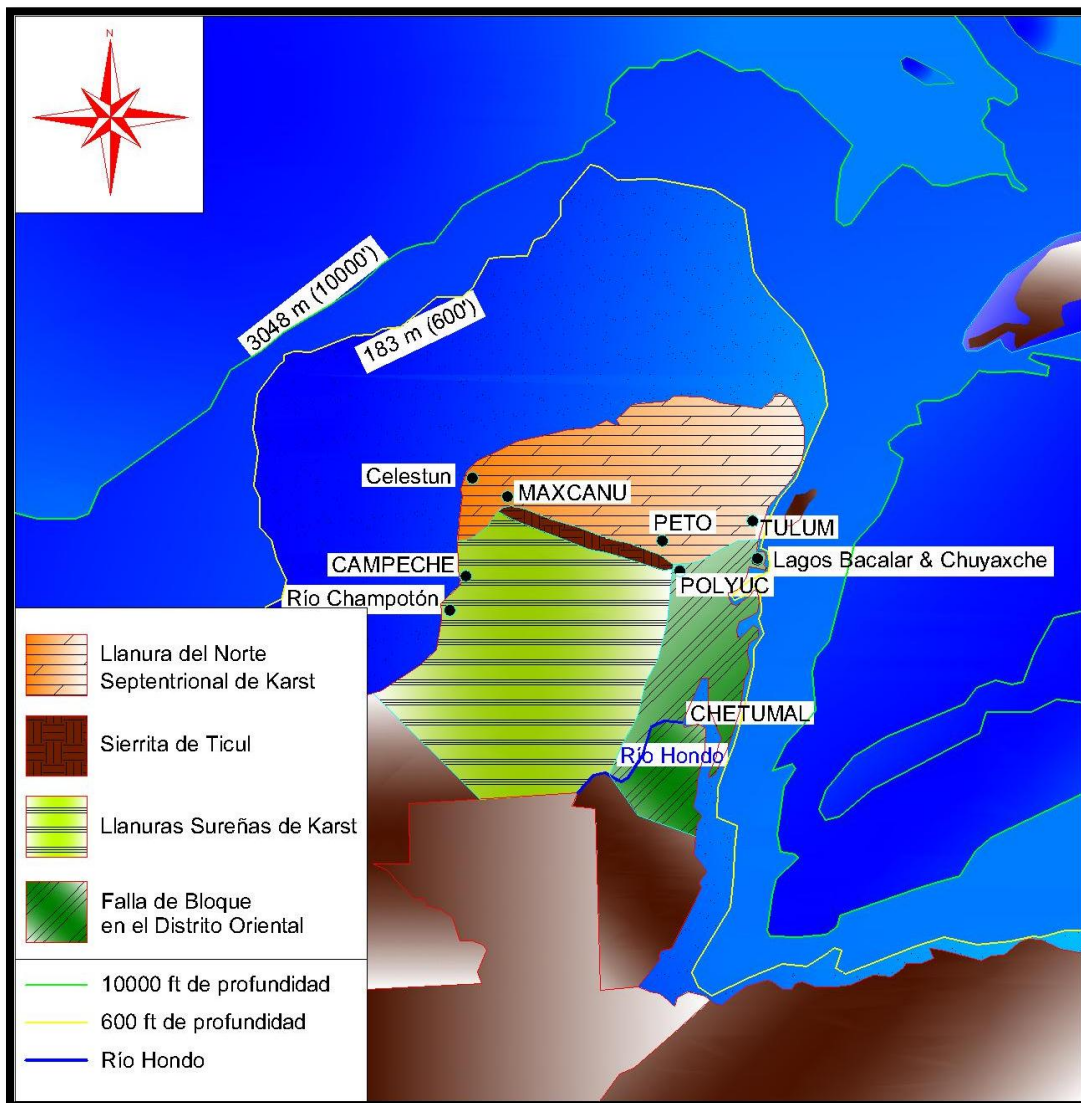 N
3048 m (10000')
183 m (600')
Celestun
MAXCANU
PETO
TULUM
Lagos Bacalar & Chuyaxche
CAMPECHE
POLYUC
Río Champotón
CHETUMAL
Río Hondo
Llanura del Norte
Septentrional de Karst
Sierrita de Ticul
Llanuras Sureñas de Karst
Falla de Bloque
en el Distrito Oriental
10000 ft de profundidad
600 ft de profundidad
Río Hondo